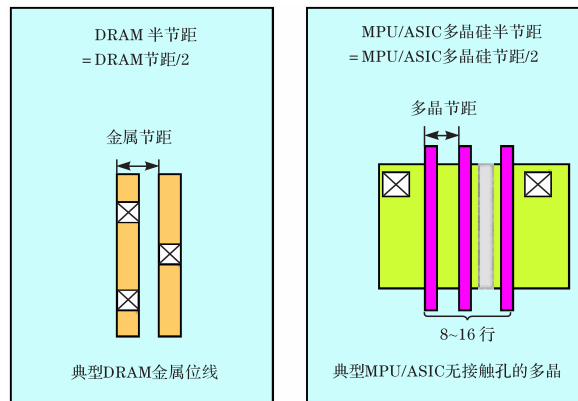 DRAM 半节距
=DRAM节距/2
金属节距
典型DRAM金属位线
MPU/ASIC多晶硅半节距
=MPU/ASIC多晶硅节距/2
多晶节距
8~16 行
典型MPU/ASIC无接触孔的多晶